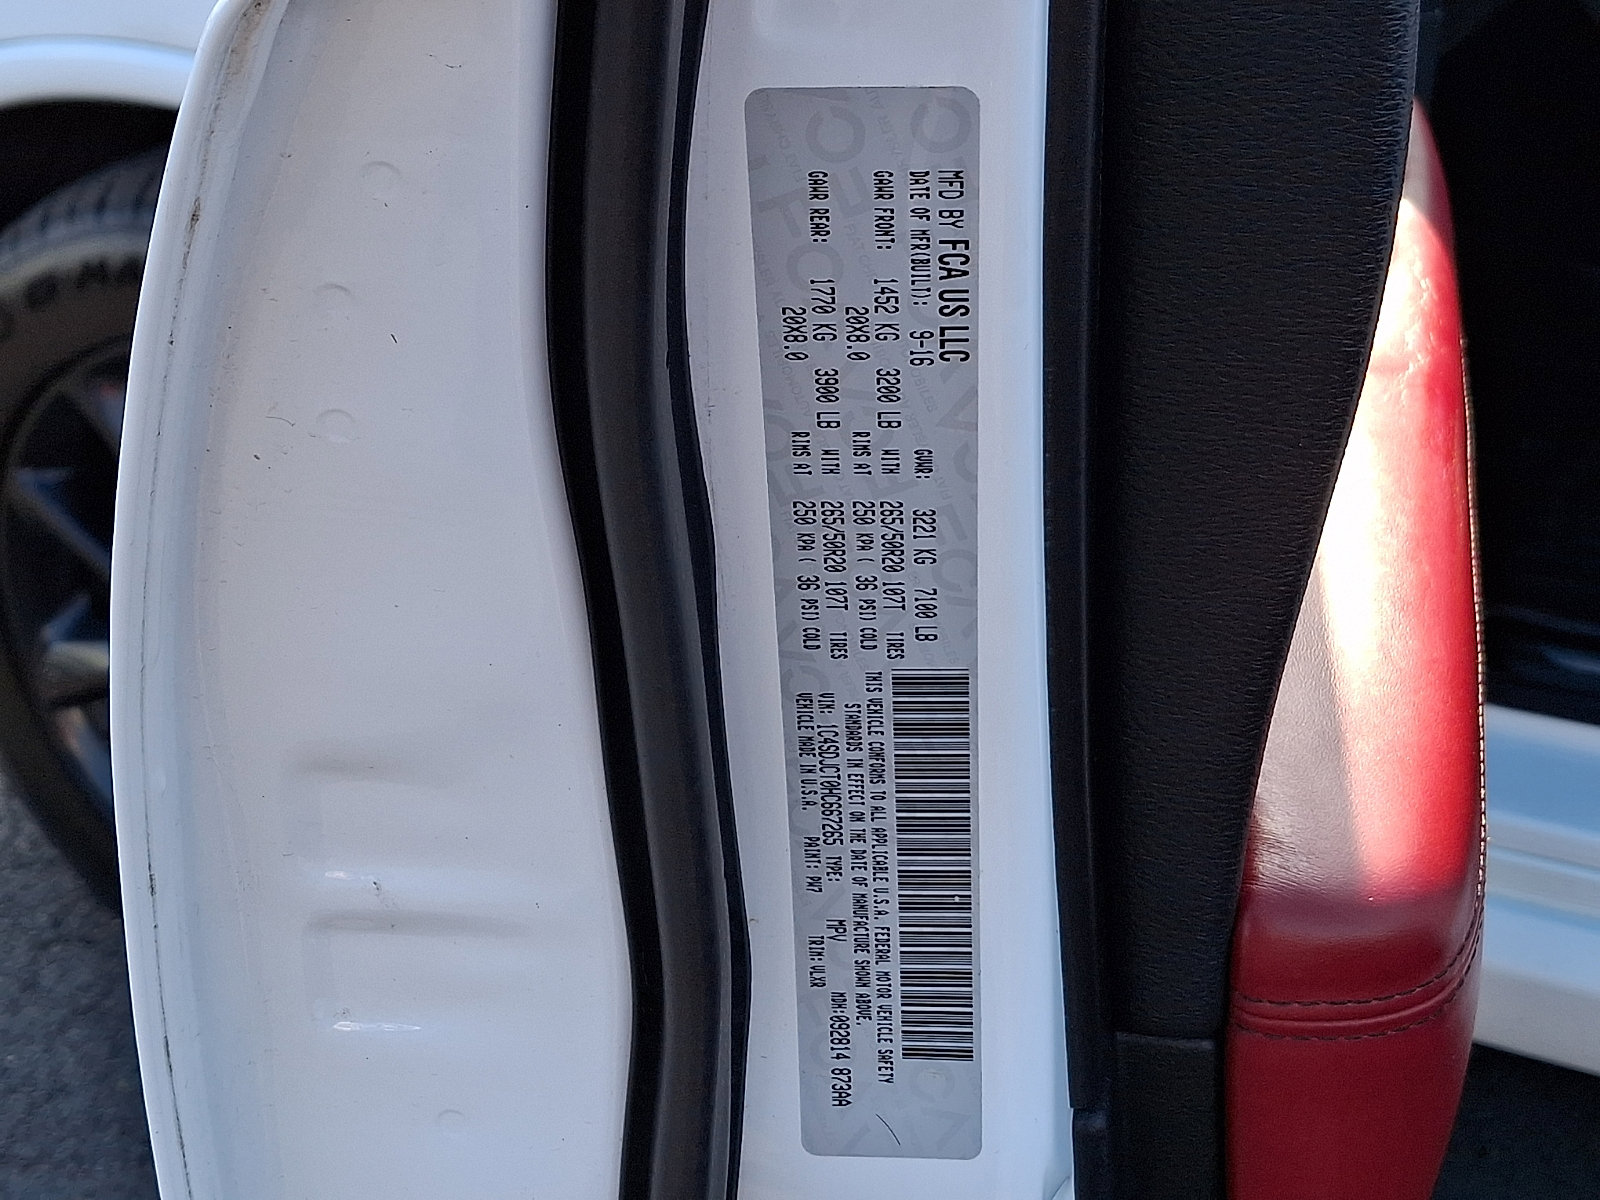 MFD BY FCA US LLC
DATE OF MFR(BUILT): 9-16 GVWR: 3221 KG 7100 LB
GAWR FRONT: 1452 KG 3200 LB WITH 265/50R20 107T TIRES
20X8.0 RIMS AT 250 KPA ( 36 PSI) COLD
GAWR REAR: 1770 KG 3900 LB WITH 265/50R20 107T TIRES
20X8.0 RIMS AT 250 KPA ( 36 PSI) COLD
THIS VEHICLE CONFORMS TO ALL APPLICABLE U.S.A. FEDERAL MOTOR VEHICLE SAFETY
STANDARDS IN EFFECT ON THE DATE OF MANUFACTURE SHOWN ABOVE.
VIN: 1C4SDJCT0HC667265 TYPE: MPV MDH:092814 873AA
VEHICLE MADE IN U.S.A. PAINT: PW7 TRIM: VLXR